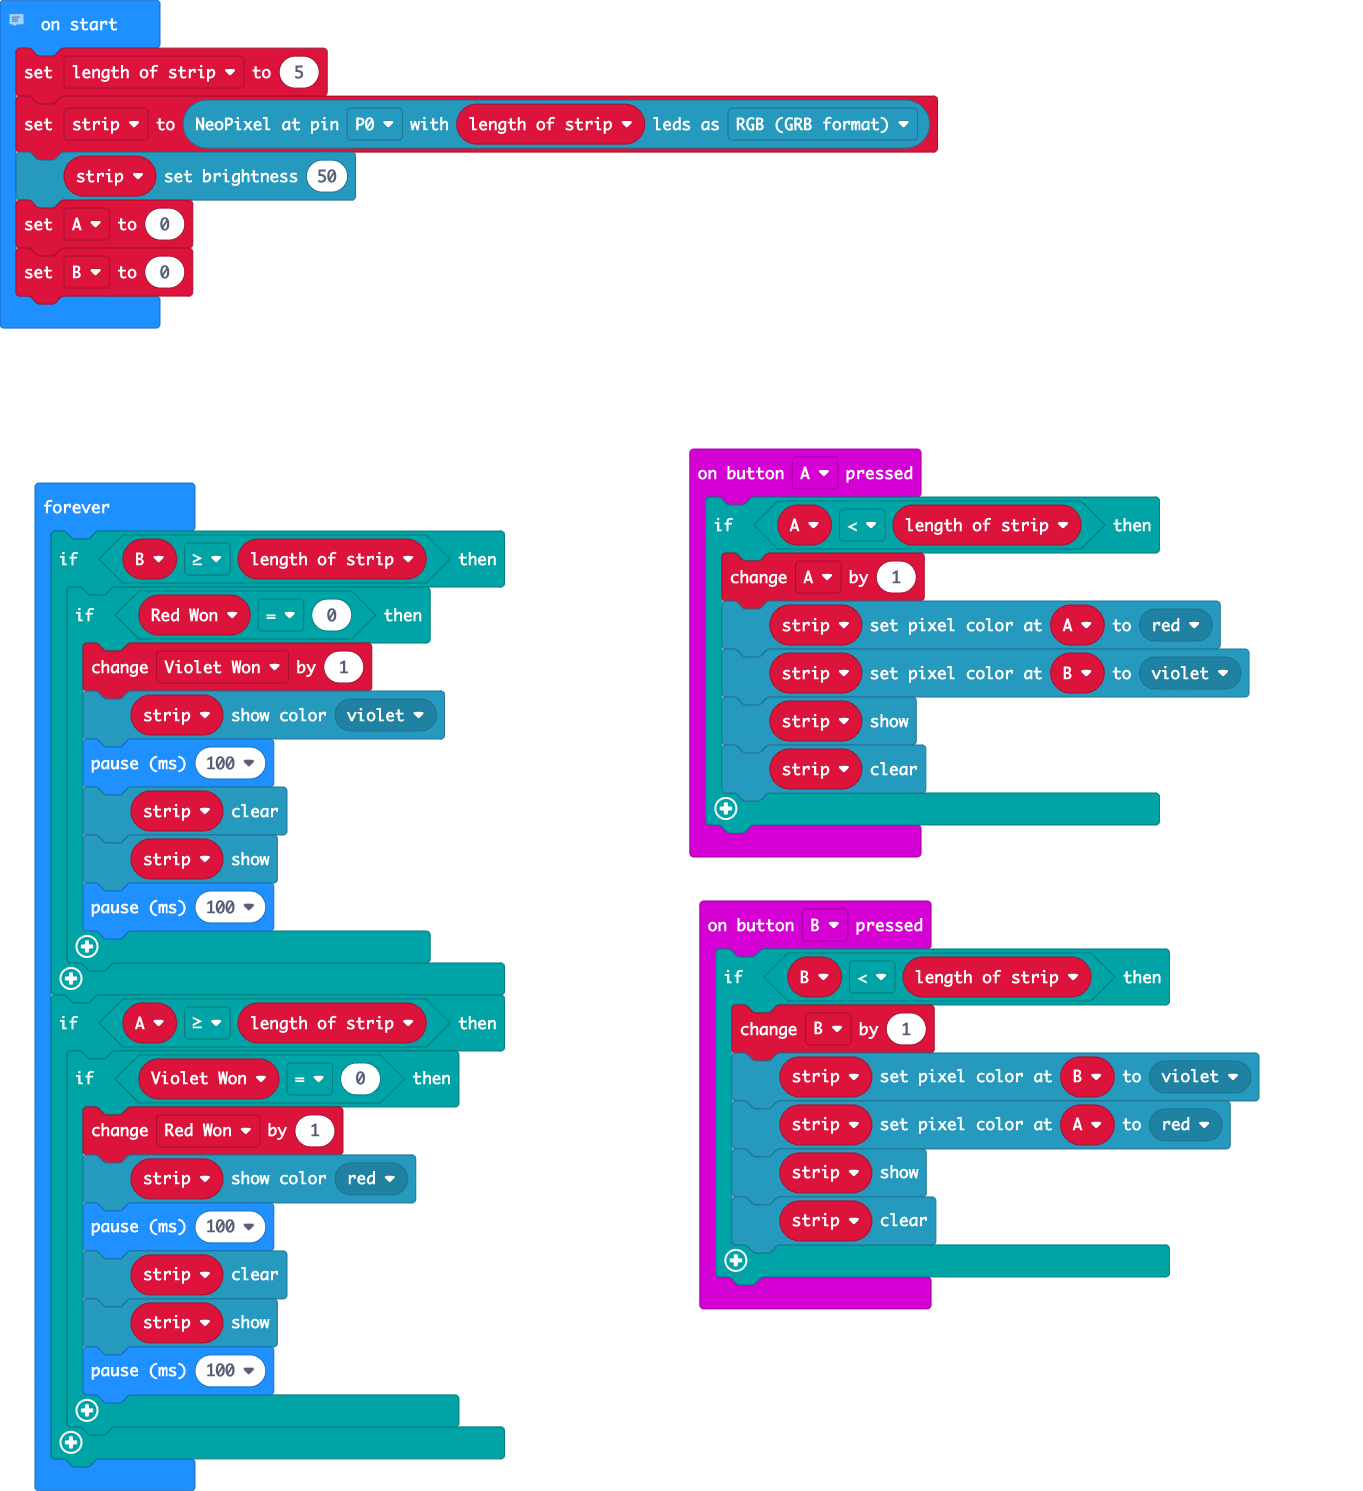 on start
set length of strip to 5
set strip to NeoPixel at pin P0 with length of strip leds as RGB (GRB format)
strip set brightness 50
set A to 0
set B to 0
forever
if B ≥ length of strip then
if Red Won = 0 then
change Violet Won by 1
strip show color violet
pause (ms) 100
strip clear
strip show
pause (ms) 100
if A ≥ length of strip then
if Violet Won = 0 then
change Red Won by 1
strip show color red
pause (ms) 100
strip clear
strip show
pause (ms) 100
on button A pressed
if A < length of strip then
change A by 1
strip set pixel color at A to red
strip set pixel color at B to violet
strip show
strip clear
on button B pressed
if B < length of strip then
change B by 1
strip set pixel color at B to violet
strip set pixel color at A to red
strip show
strip clear